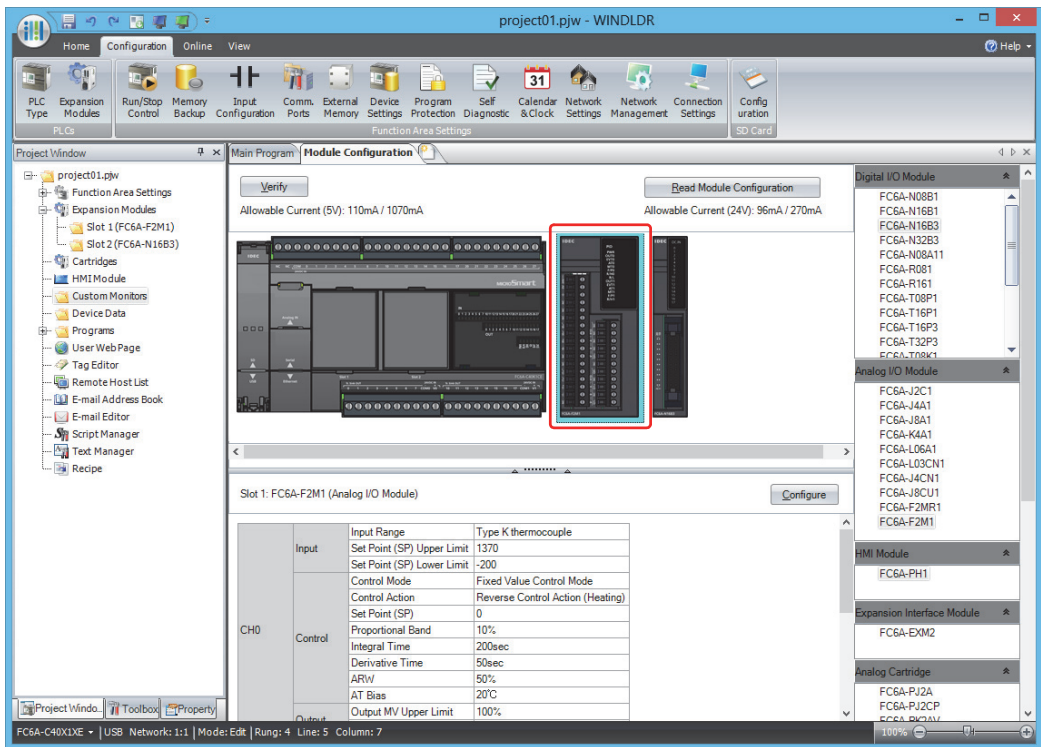 project01.pjw - WINDLDR
Home Configuration Online View Help
PLC Type
Expansion Modules
Run/Stop Control
Memory Backup
Input Configuration
Comm. Ports
External Memory
Device Settings
Program Protection
Self Diagnostic
31
Calendar & Clock
Network Settings
Network Management
Connection Settings
Config uration
PLCs
Function Area Settings
SD Card
Project Window
project01.pjw
Function Area Settings
Expansion Modules
Slot 1 (FC6A-F2M1)
Slot 2 (FC6A-N16B3)
Cartridges
HMI Module
Custom Monitors
Device Data
Programs
User Web Page
Tag Editor
Remote Host List
E-mail Address Book
E-mail Editor
Script Manager
Text Manager
Recipe
Project Windo...
Toolbox
Property
Main Program
Module Configuration
Verify
Read Module Configuration
Allowable Current (5V): 110mA / 1070mA
Allowable Current (24V): 96mA / 270mA
Slot 1: FC6A-F2M1 (Analog I/O Module)
Configure
CH0
Input
Input Range Type K thermocouple
Set Point (SP) Upper Limit 1370
Set Point (SP) Lower Limit -200
Control
Control Mode Fixed Value Control Mode
Control Action Reverse Control Action (Heating)
Set Point (SP) 0
Proportional Band 10%
Integral Time 200sec
Derivative Time 50sec
ARW 50%
AT Bias 20°C
Output
Output MV Upper Limit 100%
Digital I/O Module
FC6A-N08B1
FC6A-N16B1
FC6A-N16B3
FC6A-N32B3
FC6A-N08A11
FC6A-R081
FC6A-R161
FC6A-T08P1
FC6A-T16P1
FC6A-T16P3
FC6A-T32P3
FC6A-T08K1
Analog I/O Module
FC6A-J2C1
FC6A-J4A1
FC6A-J8A1
FC6A-K4A1
FC6A-L06A1
FC6A-L03CN1
FC6A-J4CN1
FC6A-J8CU1
FC6A-F2MR1
FC6A-F2M1
HMI Module
FC6A-PH1
Expansion Interface Module
FC6A-EXM2
Analog Cartridge
FC6A-PJ2A
FC6A-PJ2CP
FC6A-PK2AV
FC6A-C40X1XE USB Network: 1:1 Mode: Edit Rung: 4 Line: 5 Column: 7
100%